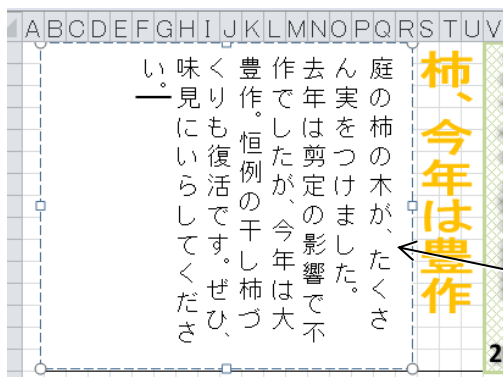 A B C D E F G H I J K L M N O P Q R S T U V
柿、今年は豊作
庭の柿の木が、たくさ
ん実をつけました。
去年は剪定の影響で不
作でしたが、今年は大
豊作。恒例の干し柿づ
くりも復活です。ぜひ、
味見にいらしてくださ
い。
2